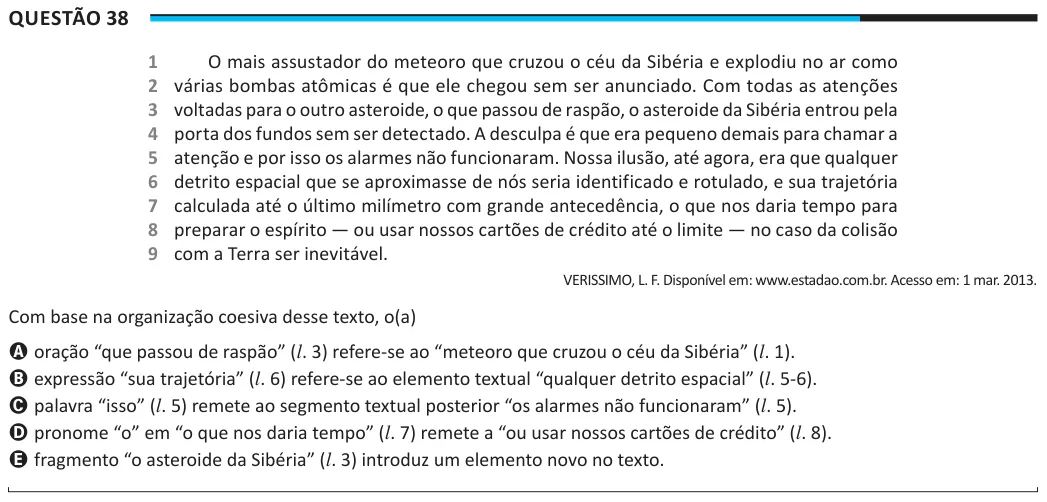 QUESTÃO 38
1 O mais assustador do meteoro que cruzou o céu da Sibéria e explodiu no ar como
2 várias bombas atômicas é que ele chegou sem ser anunciado. Com todas as atenções
3 voltadas para o outro asteroide, o que passou de raspão, o asteroide da Sibéria entrou pela
4 porta dos fundos sem ser detectado. A desculpa é que era pequeno demais para chamar a
5 atenção e por isso os alarmes não funcionaram. Nossa ilusão, até agora, era que qualquer
6 detrito espacial que se aproximasse de nós seria identificado e rotulado, e sua trajetória
7 calculada até o último milímetro com grande antecedência, o que nos daria tempo para
8 preparar o espírito — ou usar nossos cartões de crédito até o limite — no caso da colisão
9 com a Terra ser inevitável.
VERISSIMO, L. F. Disponível em: www.estadao.com.br. Acesso em: 1 mar. 2013.
Com base na organização coesiva desse texto, o(a)
A oração “que passou de raspão” (l. 3) refere-se ao “meteoro que cruzou o céu da Sibéria” (l. 1).
B expressão “sua trajetória” (l. 6) refere-se ao elemento textual “qualquer detrito espacial” (l. 5-6).
C palavra “isso” (l. 5) remete ao segmento textual posterior “os alarmes não funcionaram” (l. 5).
D pronome “o” em “o que nos daria tempo” (l. 7) remete a “ou usar nossos cartões de crédito” (l. 8).
E fragmento “o asteroide da Sibéria” (l. 3) introduz um elemento novo no texto.